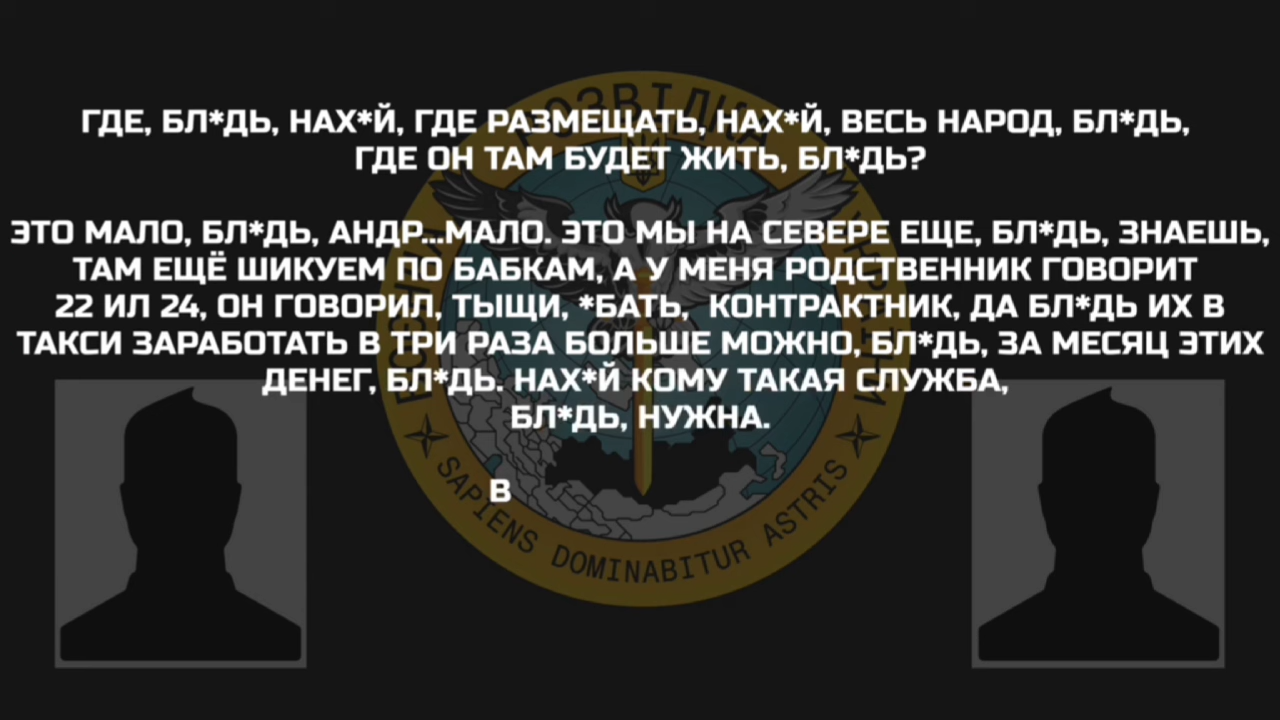 ГДЕ, БЛ*ДЬ, НАХ*Й, ГДЕ РАЗМЕЩАТЬ, НАХ*Й, ВЕСЬ НАРОД, БЛ*ДЬ,
ГДЕ ОН ТАМ БУДЕТ ЖИТЬ, БЛ*ДЬ?
ЭТО МАЛО, БЛ*ДЬ, АНДР...МАЛО. ЭТО МЫ НА СЕВЕРЕ ЕЩЕ, БЛ*ДЬ, ЗНАЕШЬ,
ТАМ ЕЩЁ ШИКУЕМ ПО БАБКАМ, А У МЕНЯ РОДСТВЕННИК ГОВОРИТ
22 ИЛ 24, ОН ГОВОРИЛ, ТЫЩИ, *БАТЬ, КОНТРАКТНИК, ДА БЛ*ДЬ ИХ В
ТАКСИ ЗАРАБОТАТЬ В ТРИ РАЗА БОЛЬШЕ МОЖНО, БЛ*ДЬ, ЗА МЕСЯЦ ЭТИХ
ДЕНЕГ, БЛ*ДЬ. НАХ*Й КОМУ ТАКАЯ СЛУЖБА,
БЛ*ДЬ, НУЖНА.
В
РОЗВІДКА
SAPIENS DOMINABITUR ASTRIS